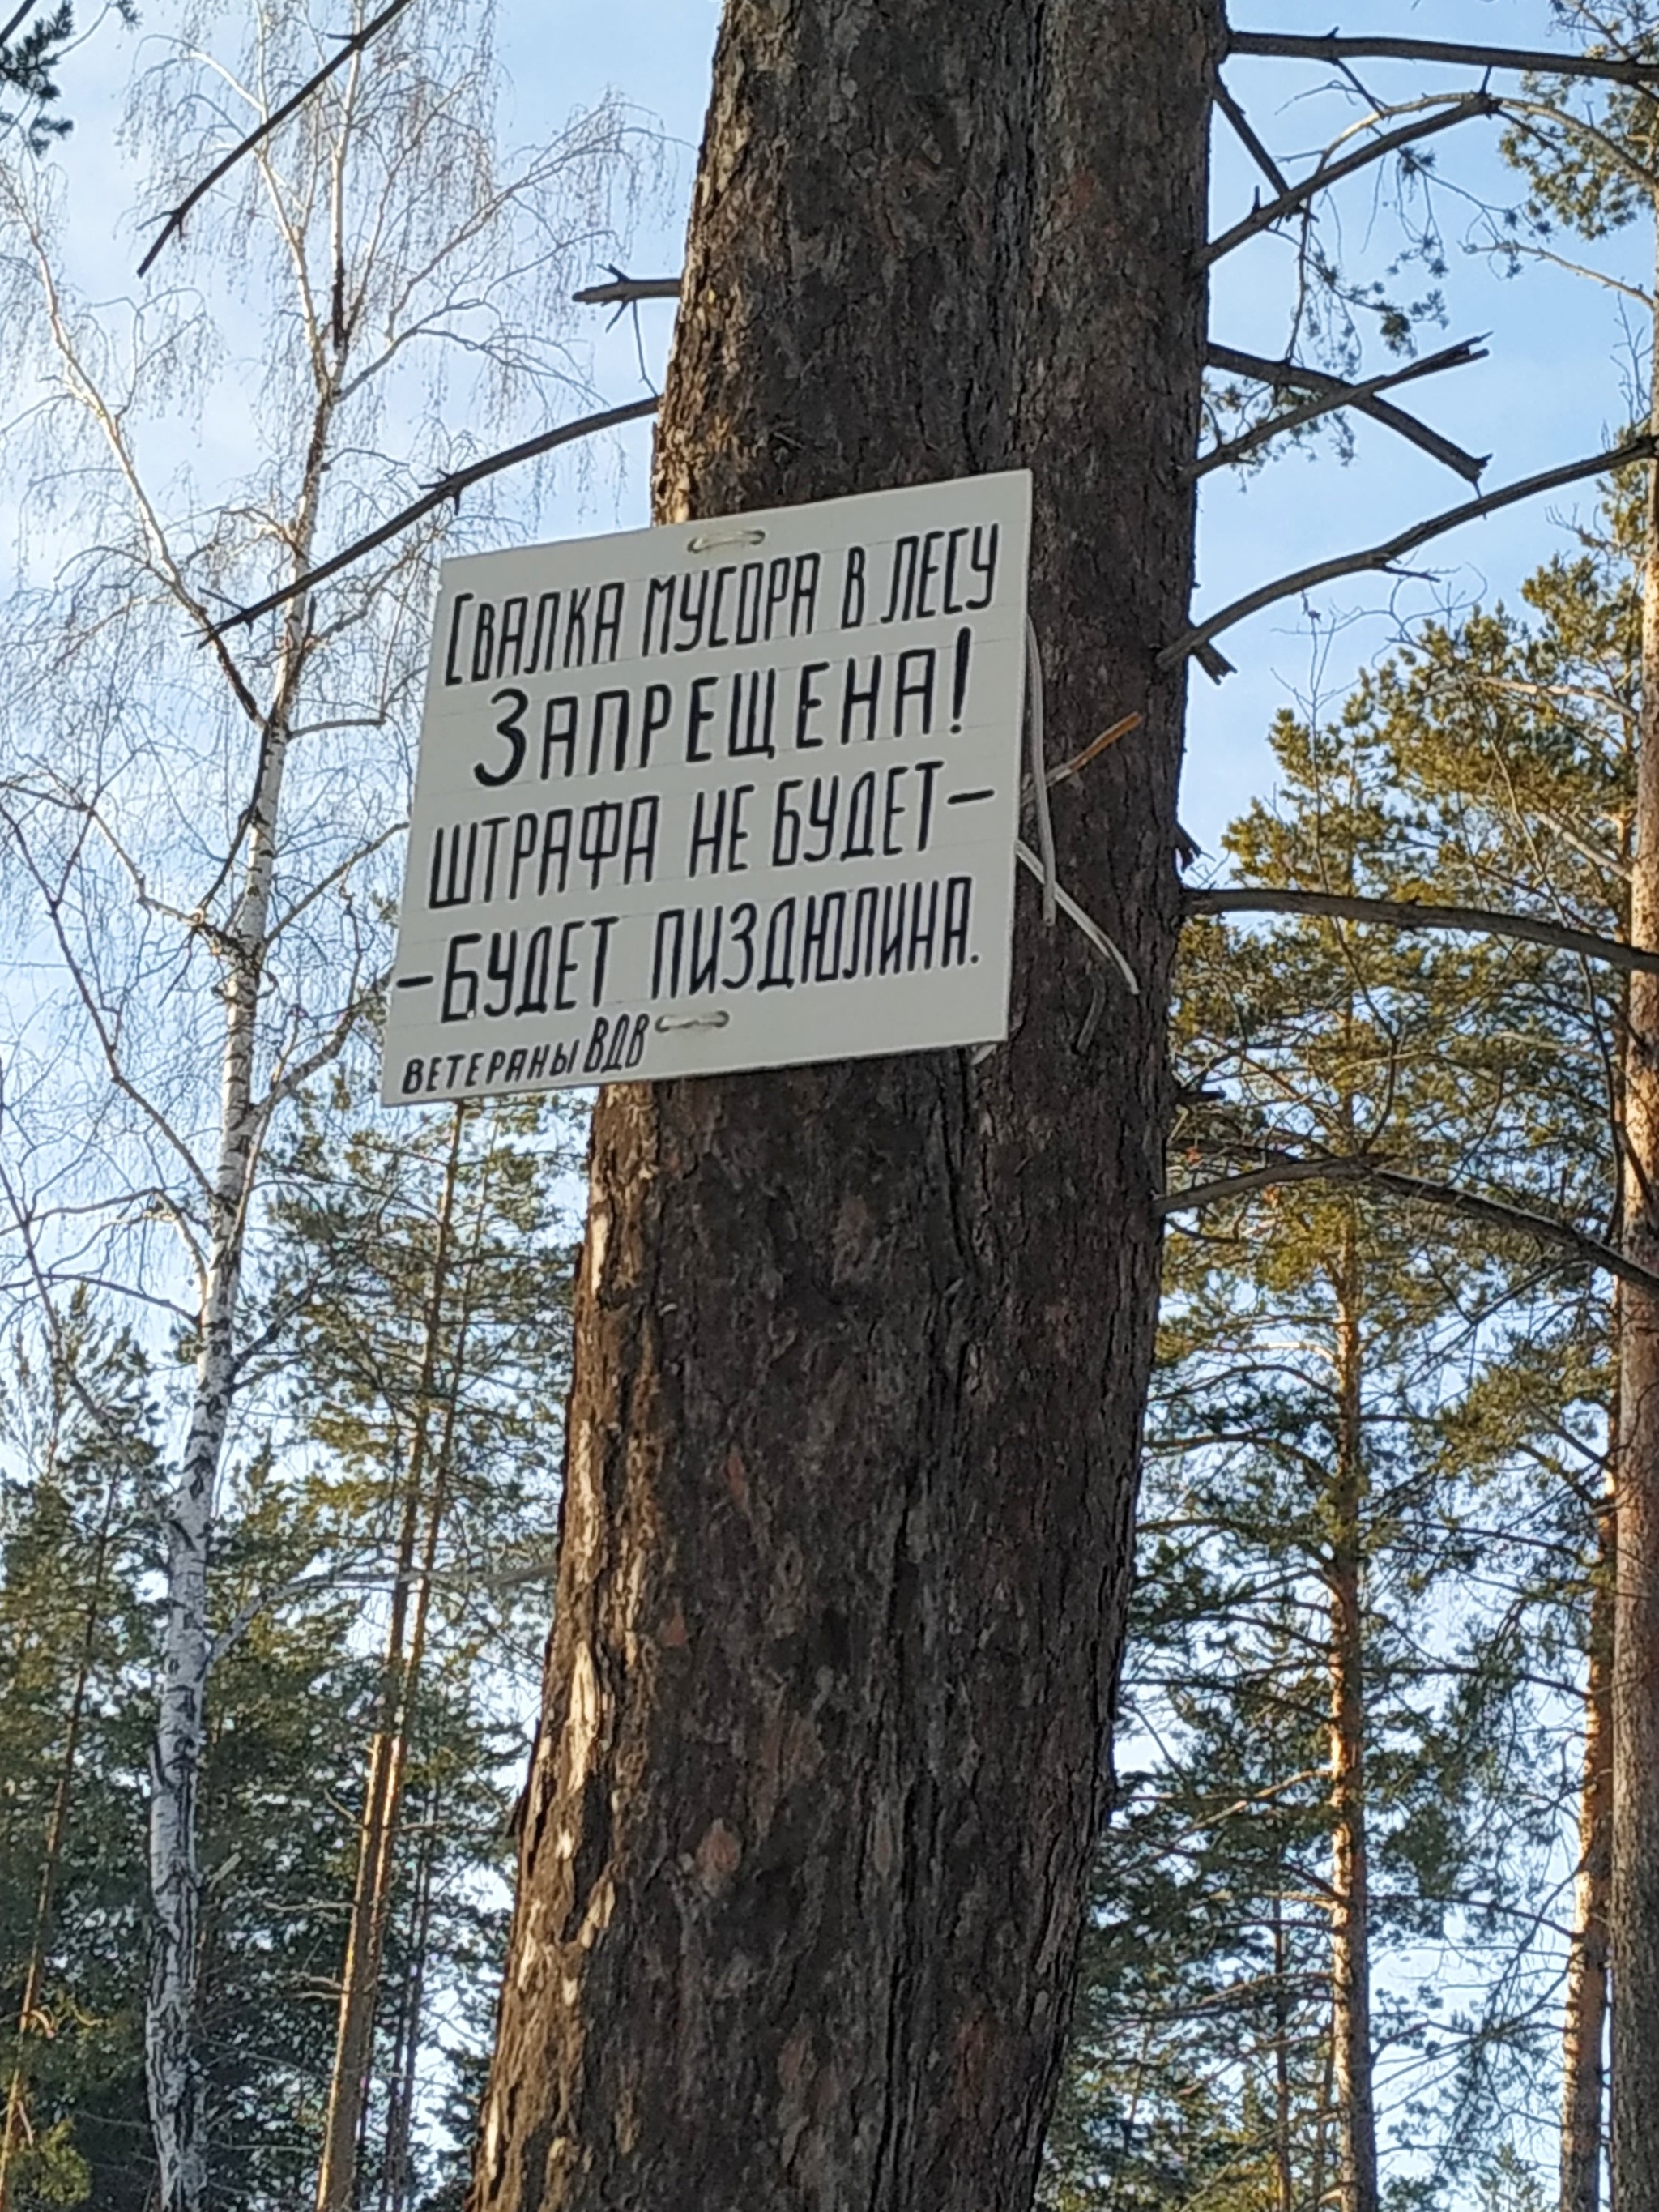 СВАЛКА МУСОРА В ЛЕСУ
ЗАПРЕЩЕНА!
ШТРАФА НЕ БУДЕТ–
–БУДЕТ ПИЗДЮЛИНА.
ВЕТЕРАНЫ ВДВ